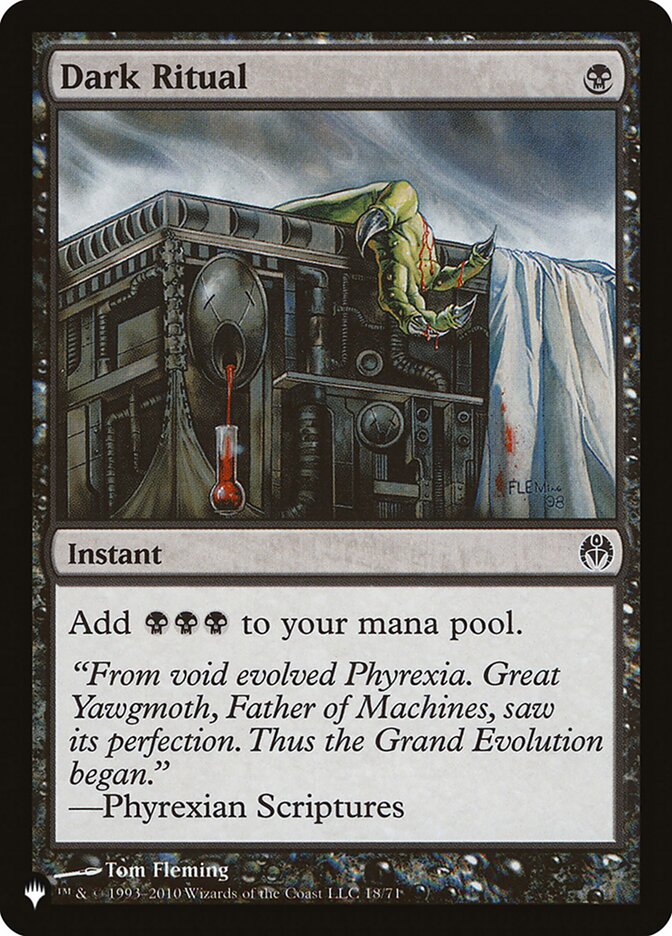 Dark Ritual
FLEMing
'98
Instant
Add to your mana pool.
“From void evolved Phyrexia. Great
Yawgmoth, Father of Machines, saw
its perfection. Thus the Grand Evolution
began.”
—Phyrexian Scriptures
Tom Fleming
™ & © 1993–2010 Wizards of the Coast LLC 18/71